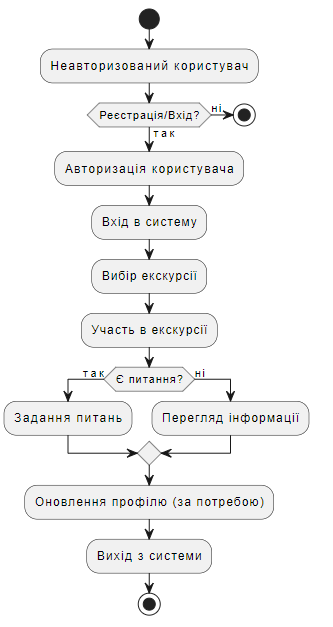 Неавторизований користувач
Реєстрація/Вхід?
ні
так
Авторизація користувача
Вхід в систему
Вибір екскурсії
Участь в екскурсії
так
Є питання?
ні
Задання питань
Перегляд інформації
Оновлення профілю (за потребою)
Вихід з системи